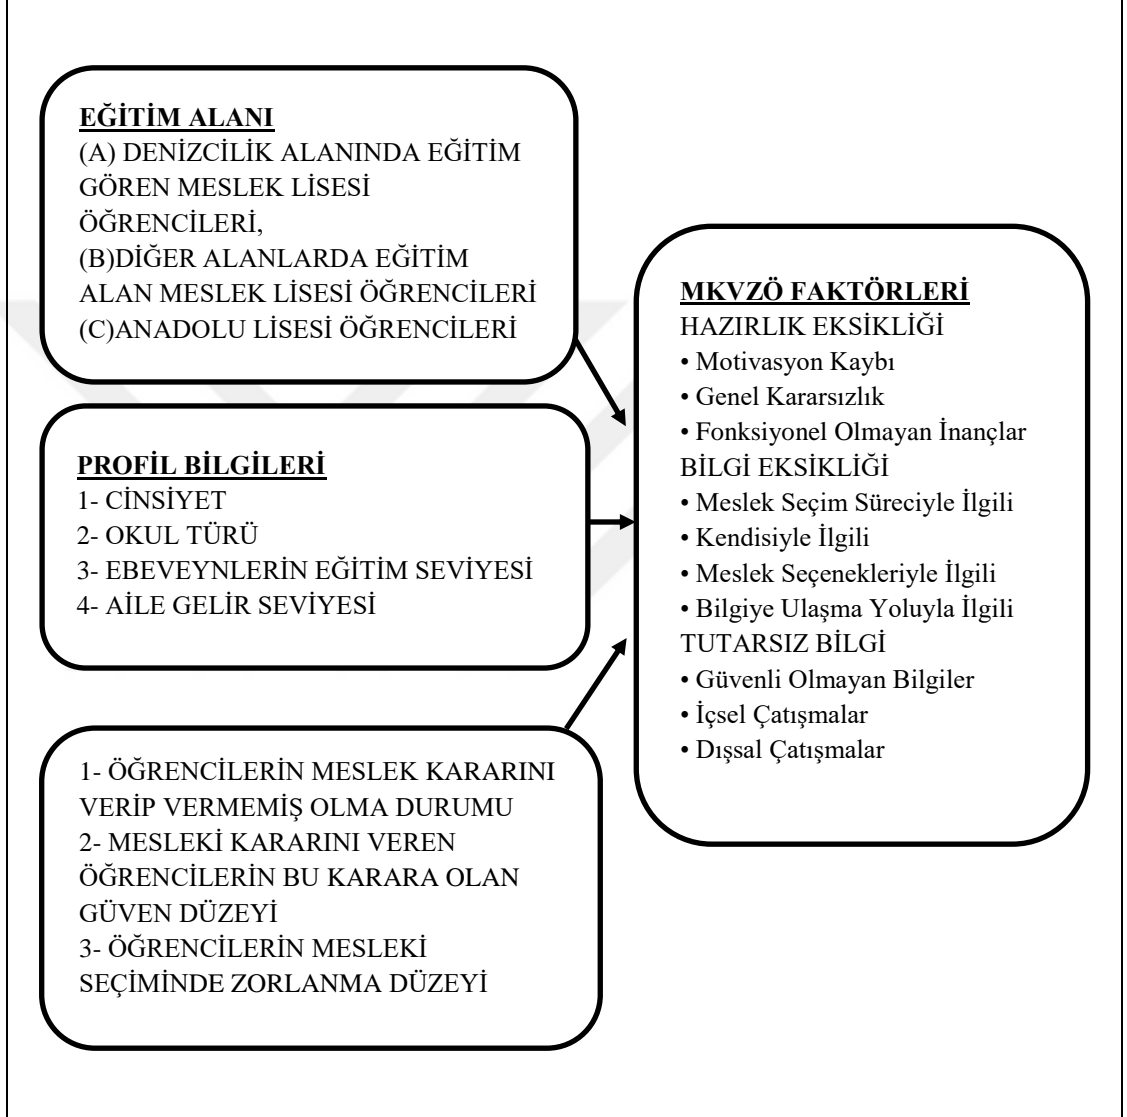 EĞİTİM ALANI
(A) DENİZCİLİK ALANINDA EĞİTİM
GÖREN MESLEK LİSESİ
ÖĞRENCİLERİ,
(B)DİĞER ALANLARDA EĞİTİM
ALAN MESLEK LİSESİ ÖĞRENCİLERİ
(C)ANADOLU LİSESİ ÖĞRENCİLERİ
PROFİL BİLGİLERİ
1- CİNSİYET
2- OKUL TÜRÜ
3- EBEVEYNLERİN EĞİTİM SEVİYESİ
4- AİLE GELİR SEVİYESİ
1- ÖĞRENCİLERİN MESLEK KARARINI
VERİP VERMEMİŞ OLMA DURUMU
2- MESLEKİ KARARINI VEREN
ÖĞRENCİLERİN BU KARARA OLAN
GÜVEN DÜZEYİ
3- ÖĞRENCİLERİN MESLEKİ
SEÇİMİNDE ZORLANMA DÜZEYİ
MKVZÖ FAKTÖRLERİ
HAZIRLIK EKSİKLİĞİ
• Motivasyon Kaybı
• Genel Kararsızlık
• Fonksiyonel Olmayan İnançlar
BİLGİ EKSİKLİĞİ
• Meslek Seçim Süreciyle İlgili
• Kendisiyle İlgili
• Meslek Seçenekleriyle İlgili
• Bilgiye Ulaşma Yoluyla İlgili
TUTARSIZ BİLGİ
• Güvenli Olmayan Bilgiler
• İçsel Çatışmalar
• Dışsal Çatışmalar